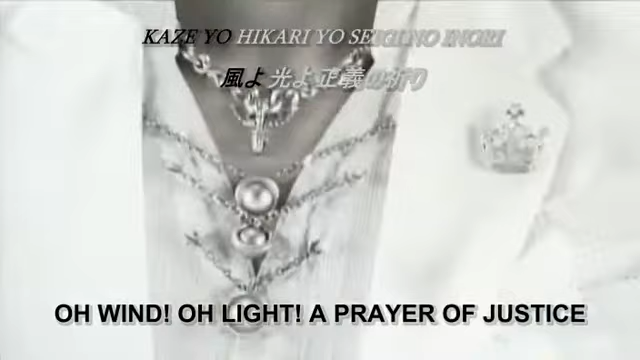 KAZE YO HIKARI YO SEIGI NO INORI
風よ 光よ 正義の祈り
OH WIND! OH LIGHT! A PRAYER OF JUSTICE